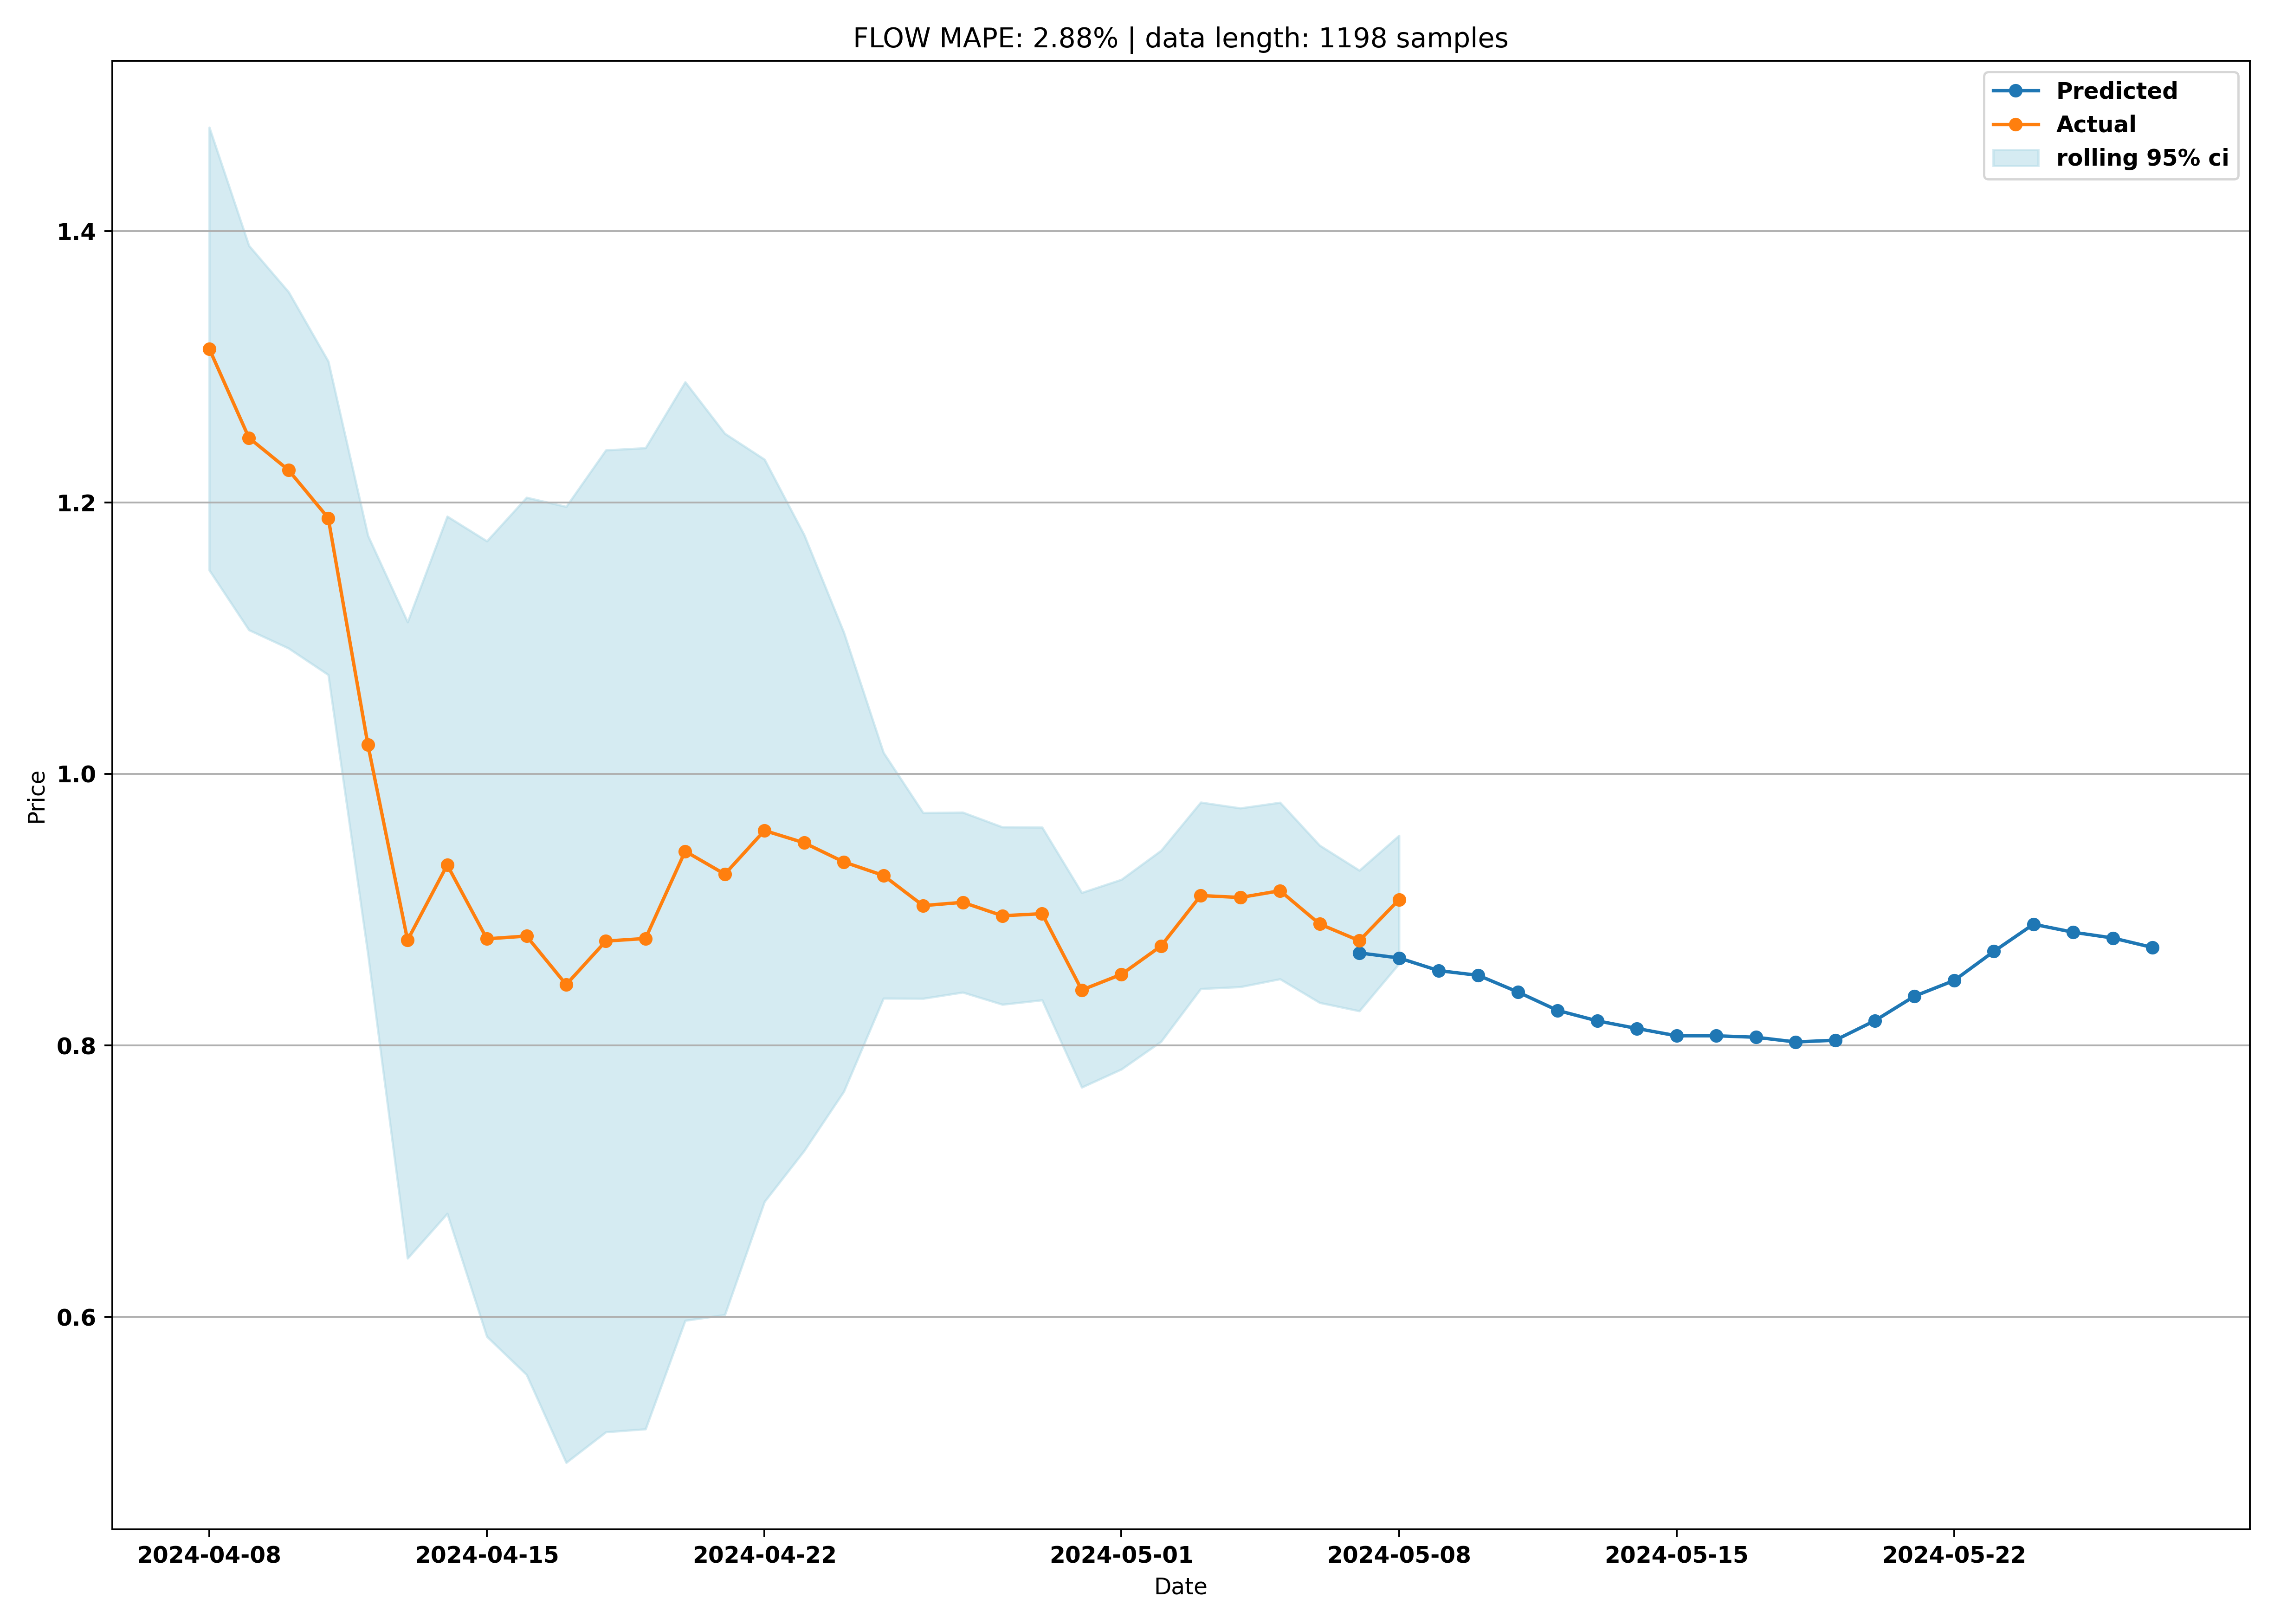 FLOW MAPE: 2.88% | data length: 1198 samples
Predicted
Actual
rolling 95% ci
1.4
1.2
1.0
0.8
0.6
Price
2024-04-08
2024-04-15
2024-04-22
2024-05-01
2024-05-08
2024-05-15
2024-05-22
Date